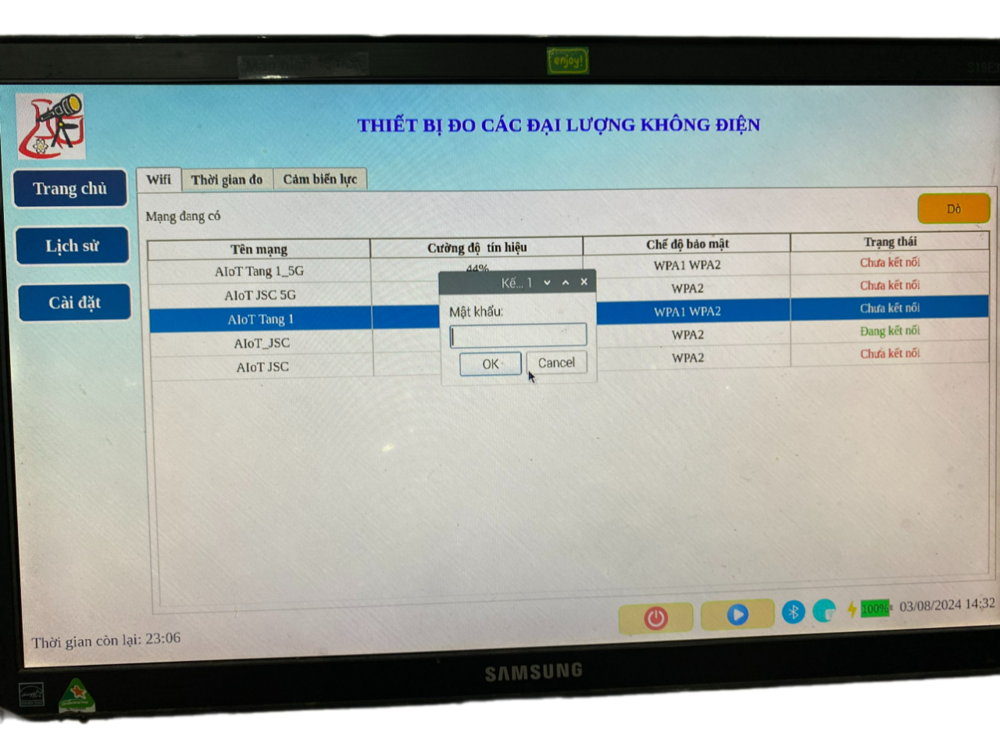 enjoy!
THIẾT BỊ ĐO CÁC ĐẠI LƯỢNG KHÔNG ĐIỆN
Trang chủ
Lịch sử
Cài đặt
Wifi Thời gian đo Cảm biến lực
Mạng đang có
Dò
Tên mạng Cường độ tín hiệu Chế độ bảo mật Trạng thái
AIoT Tang 1_5G 44% WPA1 WPA2 Chưa kết nối
AIoT JSC 5G WPA2 Chưa kết nối
AIoT Tang 1 WPA1 WPA2 Chưa kết nối
AIoT_JSC WPA2 Đang kết nối
AIoT JSC WPA2 Chưa kết nối
Kế... 1
Mật khẩu:
OK Cancel
100% 03/08/2024 14:32
Thời gian còn lại: 23:06
SAMSUNG